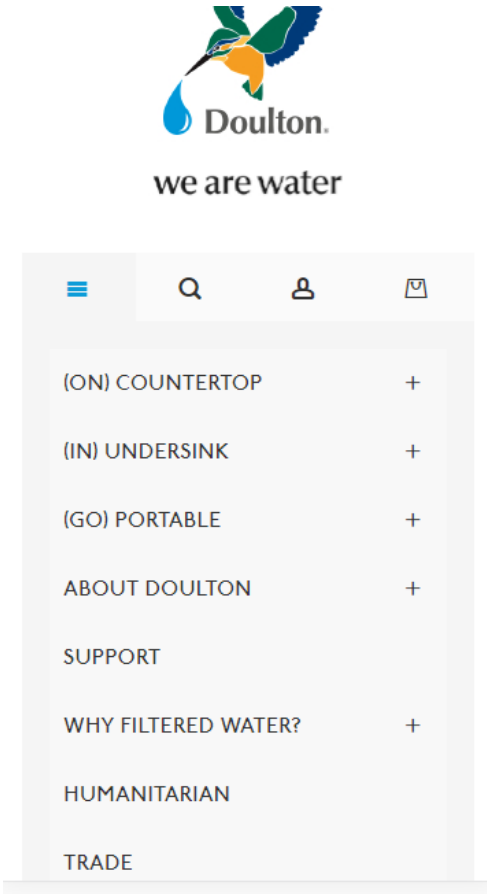 Doulton.
we are water
(ON) COUNTERTOP +
(IN) UNDERSINK +
(GO) PORTABLE +
ABOUT DOULTON +
SUPPORT
WHY FILTERED WATER? +
HUMANITARIAN
TRADE